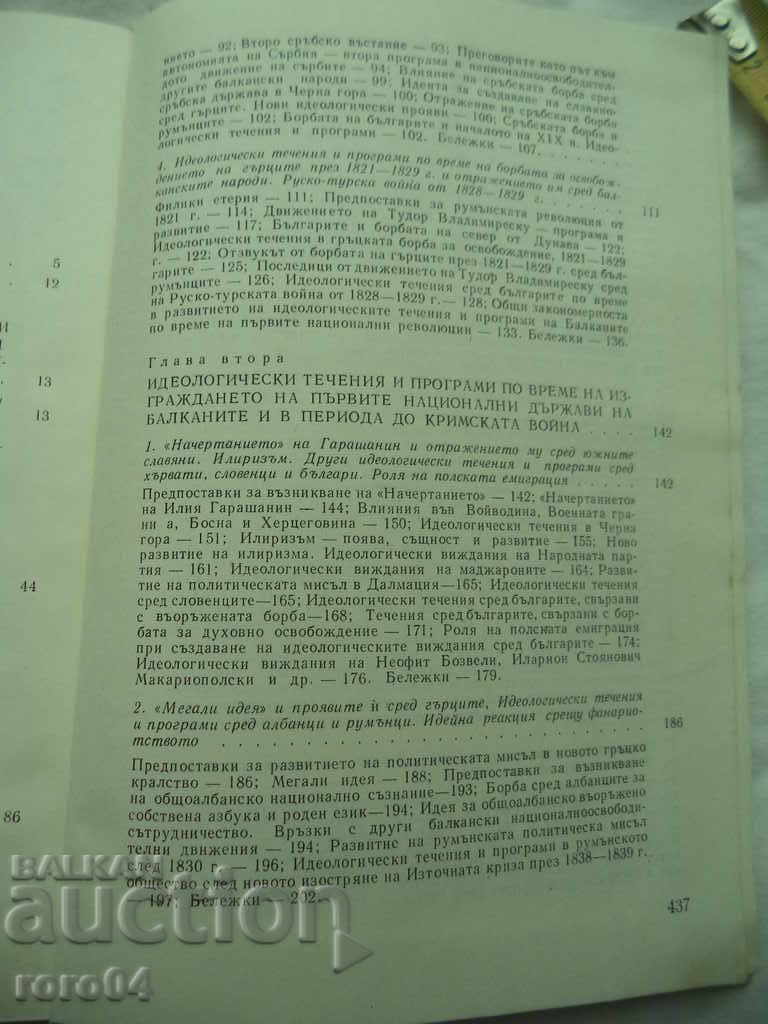 нието — 92; Второ сръбско въстание — 93; Преговорите като път към
автономията на Сърбия — втора програма в националноосвободител-
дото движение на сърбите — 94; Влияние на сръбската борба сред
другите балкански народи — 99; Идеята за създаване на славяно-
сръбска държава в Черна гора — 100; Отражение на сръбската борба
сред гърците. Нови идеологически прояви — 100; Сръбската борба и
румънците — 102; Борбата на българите и началото на XIX в. Идео-
логически течения и програми — 102. Бележки — 107.
4. Идеологически течения и програми по време на борбата за освобож-
дението на гърците през 1821—1829 г. и отражението им сред бал-
канските народи. Руско-турска война от 1828—1829 г. 111
филики етерия — 111; Предпоставки за румънската революция от
1821 г. — 114; Движението на Тудор Владимиреску — програма и
развитие — 117; Българите и борбата на север от Дунава — 122;
Идеологически течения в гръцката борба за освобождение, 1821—1829
г. — 122; Отзвукът от борбата на гърците през 1821—1829 г. сред бъл-
гарите — 125; Последици от движението на Тудор Владимиреску сред
румънците — 126; Идеологически течения сред българите по време
на Руско-турската война от 1828—1829 г. — 128; Общи закономерности
в развитието на идеологическите течения и програми на Балканите
по време на първите национални революции — 133. Бележки — 136.
Глава втора
ИДЕОЛОГИЧЕСКИ ТЕЧЕНИЯ И ПРОГРАМИ ПО ВРЕМЕ НА ИЗ-
ГРАЖДАНЕТО НА ПЪРВИТЕ НАЦИОНАЛНИ ДЪРЖАВИ НА
БАЛКАНИТЕ И В ПЕРИОДА ДО КРИМСКАТА ВОЙНА . . . . 142
1. «Начертанието» на Гарашанин и отражението му сред южните
славяни. Илиризъм. Други идеологически течения и програми сред
хървати, словенци и българи. Роля на полската емиграция . . . . . 142
Предпоставки за възникване на «Начертанието» — 142; «Начертанието»
на Илия Гарашанин — 144; Влияния във Войводина, Военната гра-
ни а, Босна и Херцеговина — 150; Идеологически течения в Черна
гора — 151; Илиризъм — поява, същност и развитие — 155; Ново
развитие на илиризма. Идеологически виждания на Народната пар-
тия — 161; Идеологически виждания на маджароните — 164; Разви-
тие на политическата мисъл в Далмация—165; Идеологически течения
сред словенците—165; Идеологически течения сред българите, свързани
с въоръжената борба—168; Течения сред българите, свързани с бор-
бата за духовно освобождение — 171; Роля на полската емиграция
при създаване на идеологическите виждания сред българите — 174;
Идеологически виждания на Неофит Бозвели, Иларион Стоянович
Макариополски и др. — 176. Бележки — 179.
2. «Мегали идея» и проявите ѝ сред гърците, Идеологически течения
и програми сред албанци и румънци. Идейна реакция срещу фанарио-
тството . . . . . . . . . . . . . . . . . . 186
Предпоставки за развитието на политическата мисъл в новото гръцко
кралство — 186; Мегали идея — 188; Предпоставки за възникване
на общоалбанско национално съзнание—193; Борба сред албанците за
собствена азбука и роден език—194; Идея за общоалбанско въоръжено
сътрудничество. Връзки с други балкански националноосвободи-
телни движения — 194; Развитие на румънската политическа мисъл
след 1830 г. — 196; Идеологически течения и програми в румънското
общество след новото изостряне на Източната криза през 1838—1839 г.
—197; Бележки — 202.
437
5
12
13
13
44
86
BALKAN
auction
roro04